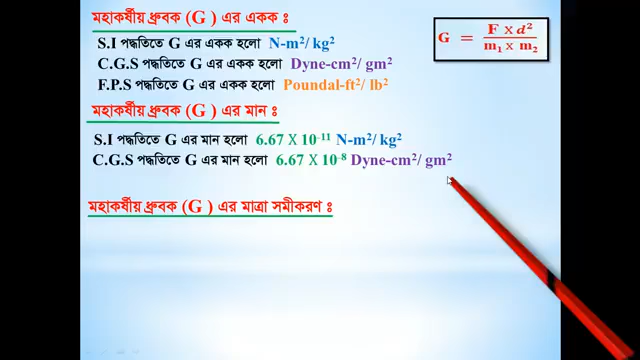 মহাকর্ষীয় ধ্রুবক (G ) এর একক ঃ
S.I পদ্ধতিতে G এর একক হলো N-m²/ kg²
C.G.S পদ্ধতিতে G এর একক হলো Dyne-cm²/ gm²
F.P.S পদ্ধতিতে G এর একক হলো Poundal-ft²/ lb²
G = F x d² / m₁ x m₂
মহাকর্ষীয় ধ্রুবক (G ) এর মান ঃ
S.I পদ্ধতিতে G এর মান হলো 6.67 X 10⁻¹¹ N-m²/ kg²
C.G.S পদ্ধতিতে G এর মান হলো 6.67 X 10⁻⁸ Dyne-cm²/ gm²
মহাকর্ষীয় ধ্রুবক (G ) এর মাত্রা সমীকরণ ঃ